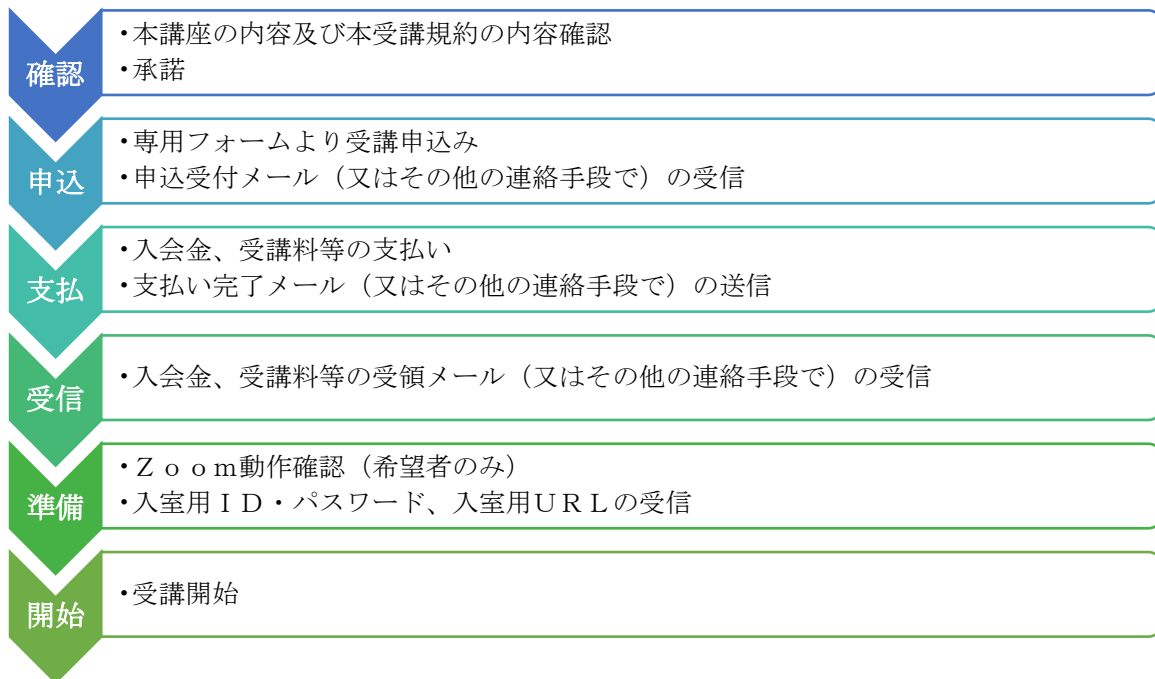 確認
・本講座の内容及び本受講規約の内容確認
・承諾
申込
・専用フォームより受講申込み
・申込受付メール（又はその他の連絡手段で）の受信
支払
・入会金、受講料等の支払い
・支払い完了メール（又はその他の連絡手段で）の送信
受信
・入会金、受講料等の受領メール（又はその他の連絡手段で）の受信
準備
・Ｚｏｏｍ動作確認（希望者のみ）
・入室用ＩＤ・パスワード、入室用ＵＲＬの受信
開始
・受講開始